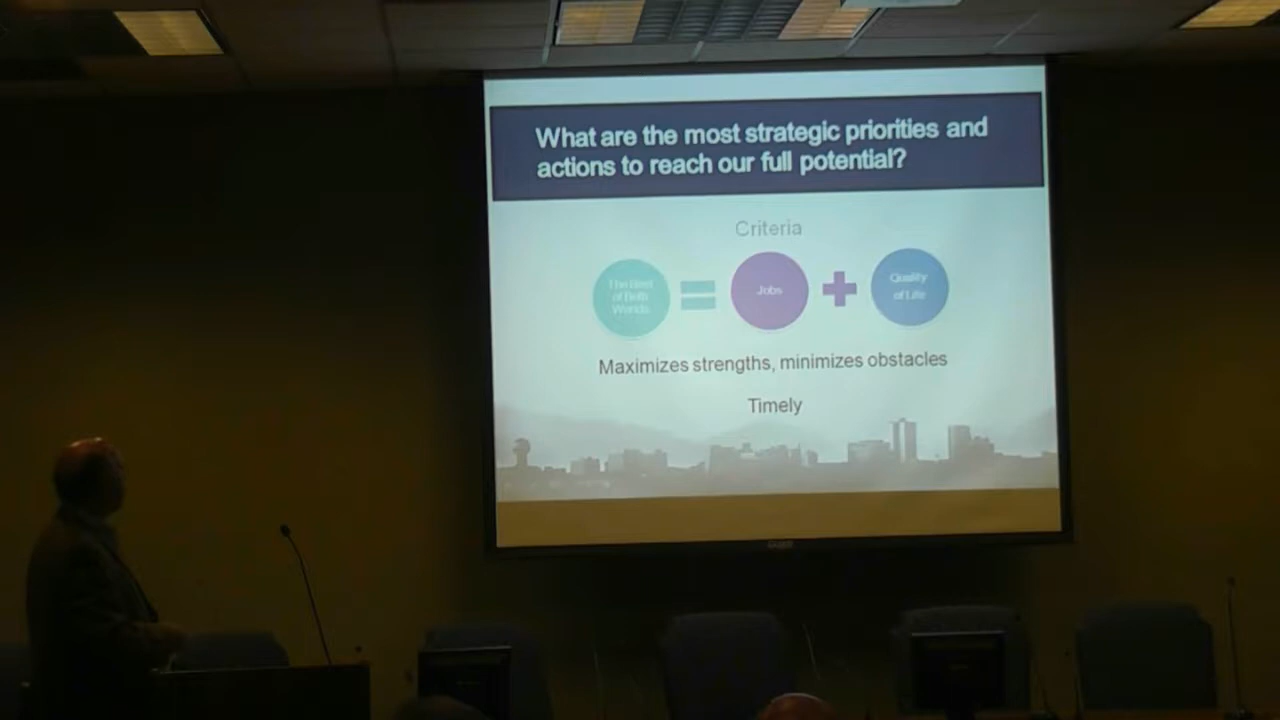 What are the most strategic priorities and
actions to reach our full potential?
Criteria
The Best
of Both
Worlds
Jobs
Quality
of Life
Maximizes strengths, minimizes obstacles
Timely